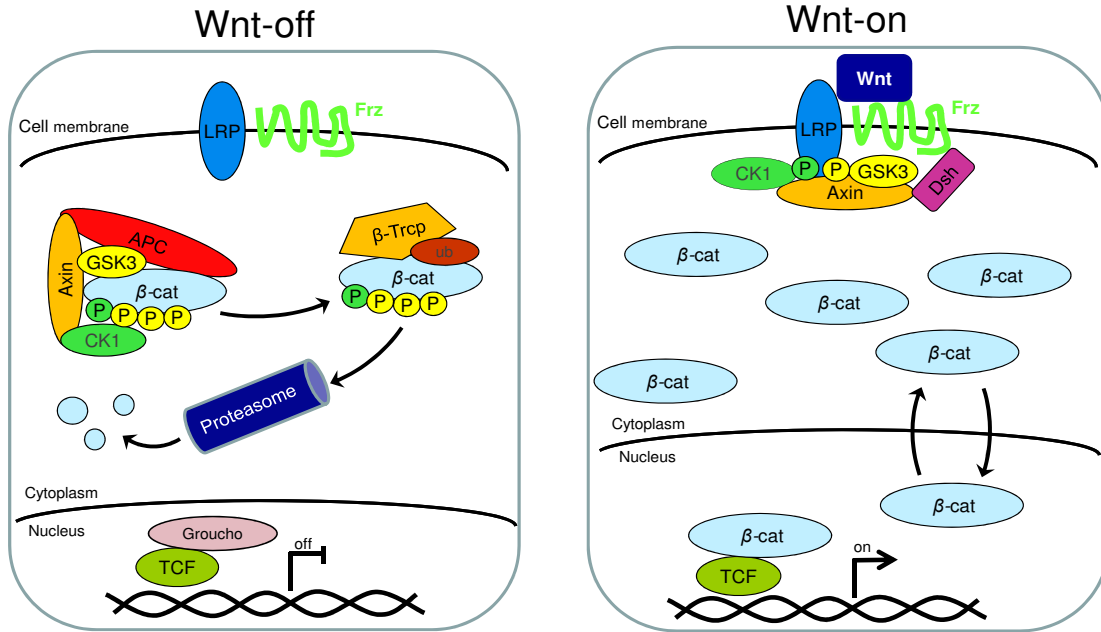 Wnt-off
Frz
LRP
Cell membrane
APC
Axin
GSK3
β-cat
P
P
P
P
CK1
β-Trcp
ub
β-cat
P
P
P
P
Proteasome
Cytoplasm
Nucleus
Groucho
TCF
off
Wnt-on
Wnt
Frz
LRP
Cell membrane
CK1
P
P
GSK3
Dsh
Axin
β-cat
β-cat
β-cat
β-cat
β-cat
Cytoplasm
Nucleus
β-cat
β-cat
TCF
on